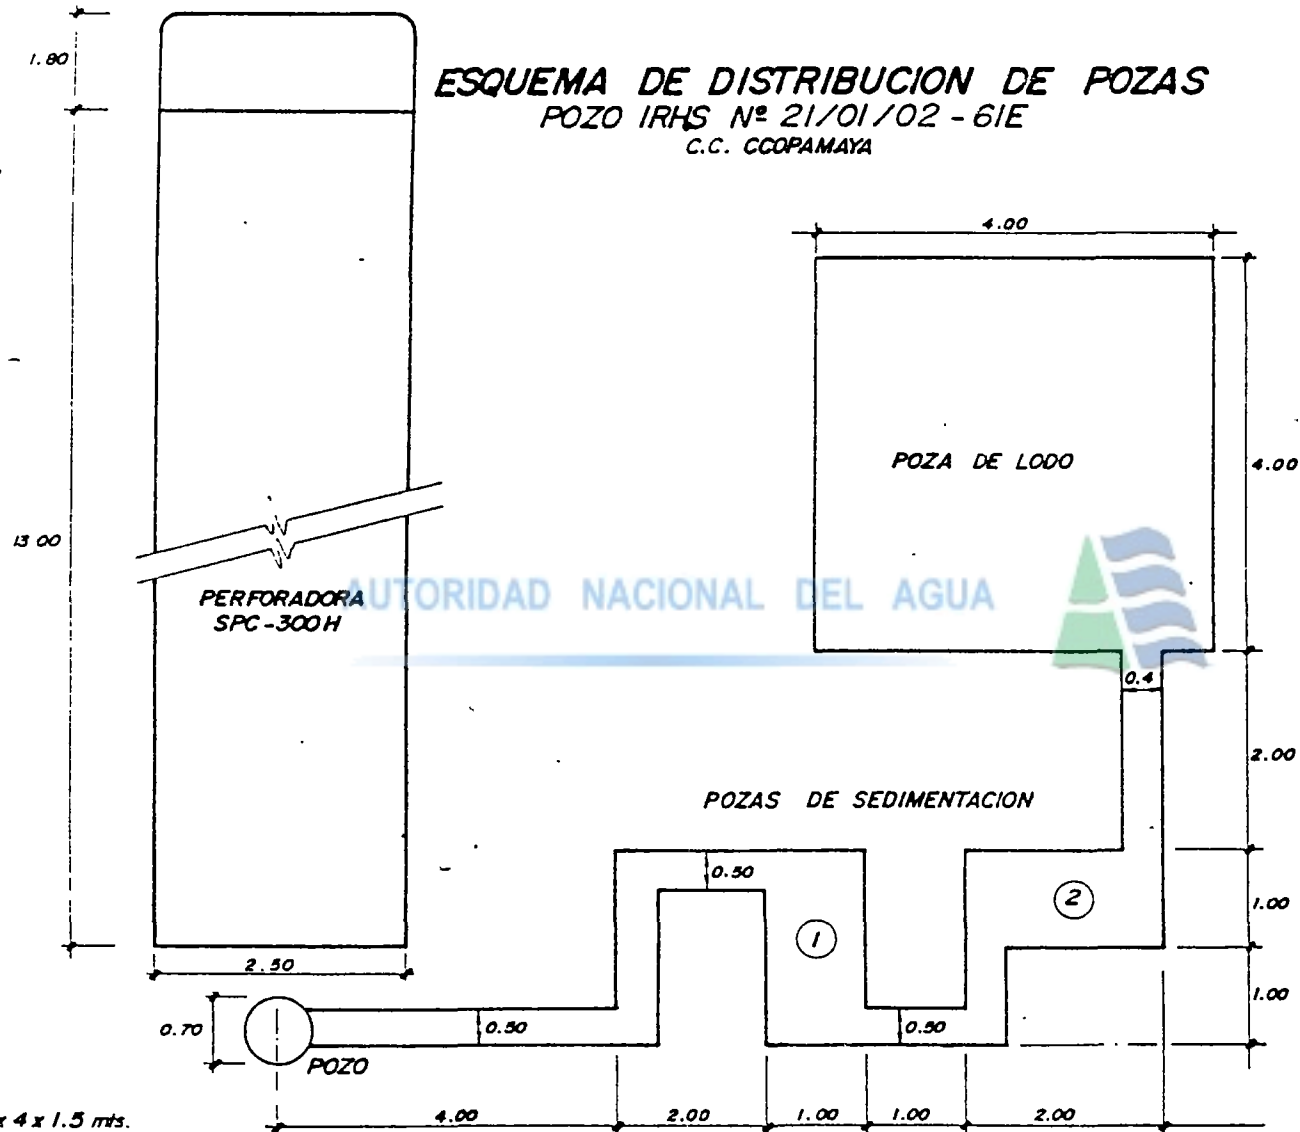 1.80
ESQUEMA DE DISTRIBUCION DE POZAS
POZO IRHS Nº 21/01/02 - 61E
C.C. CCOPAMAYA
4.00
POZA DE LODO
4.00
13 00
PERFORADORA
SPC-300H
AUTORIDAD NACIONAL DEL AGUA
0.4
2.00
POZAS DE SEDIMENTACION
0.50
2
1.00
1
2.50
1.00
0.70
0.50
0.50
POZO
x 4 x 1.5 mts.
4.00
2.00
1.00
1.00
2.00